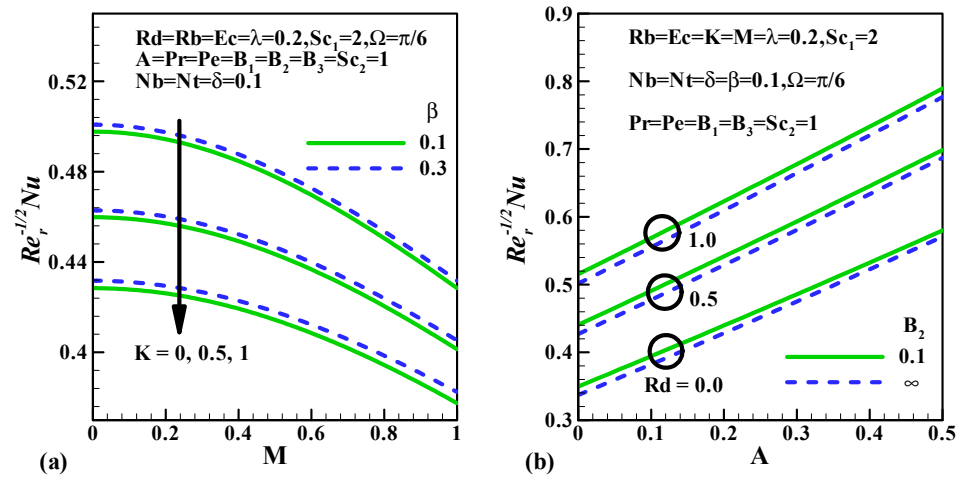 (a)
Re_r^{-1/2}Nu
0.52
0.48
0.44
0.4
Rd=Rb=Ec=λ=0.2,Sc₁=2,Ω=π/6
A=Pr=Pe=B₁=B₂=B₃=Sc₂=1
Nb=Nt=δ=0.1
β
0.1
0.3
K = 0, 0.5, 1
0 0.2 0.4 0.6 0.8 1
M
(b)
Re_r^{-1/2}Nu
0.9
0.8
0.7
0.6
0.5
0.4
0.3
Rb=Ec=K=M=λ=0.2,Sc₁=2
Nb=Nt=δ=β=0.1,Ω=π/6
Pr=Pe=B₁=B₃=Sc₂=1
1.0
0.5
Rd = 0.0
B₂
0.1
∞
0 0.1 0.2 0.3 0.4 0.5
A